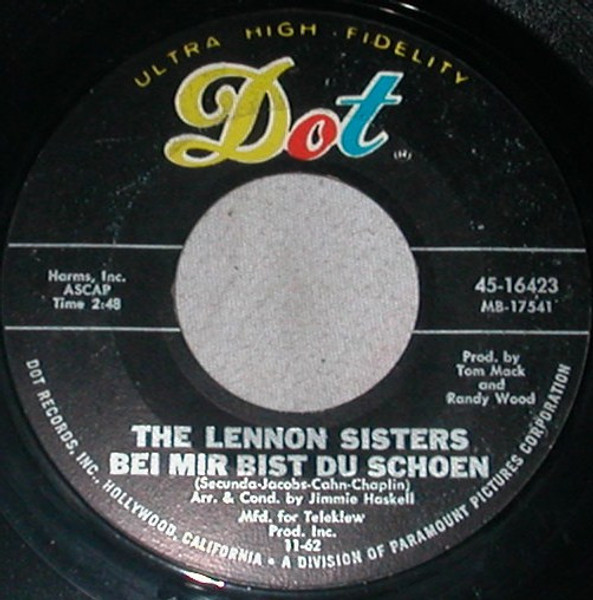 ULTRA HIGH FIDELITY
Dot
Harms, Inc.
ASCAP
Time 2:48
45-16423
MB-17541
Prod. by
Tom Mack
and
Randy Wood
THE LENNON SISTERS
BEI MIR BIST DU SCHOEN
(Secunda-Jacobs-Cahn-Chaplin)
Arr. & Cond. by Jimmie Haskell
Mfd. for Teleklew
Prod. Inc.
11-62
DOT RECORDS, INC., HOLLYWOOD, CALIFORNIA • A DIVISION OF PARAMOUNT PICTURES CORPORATION